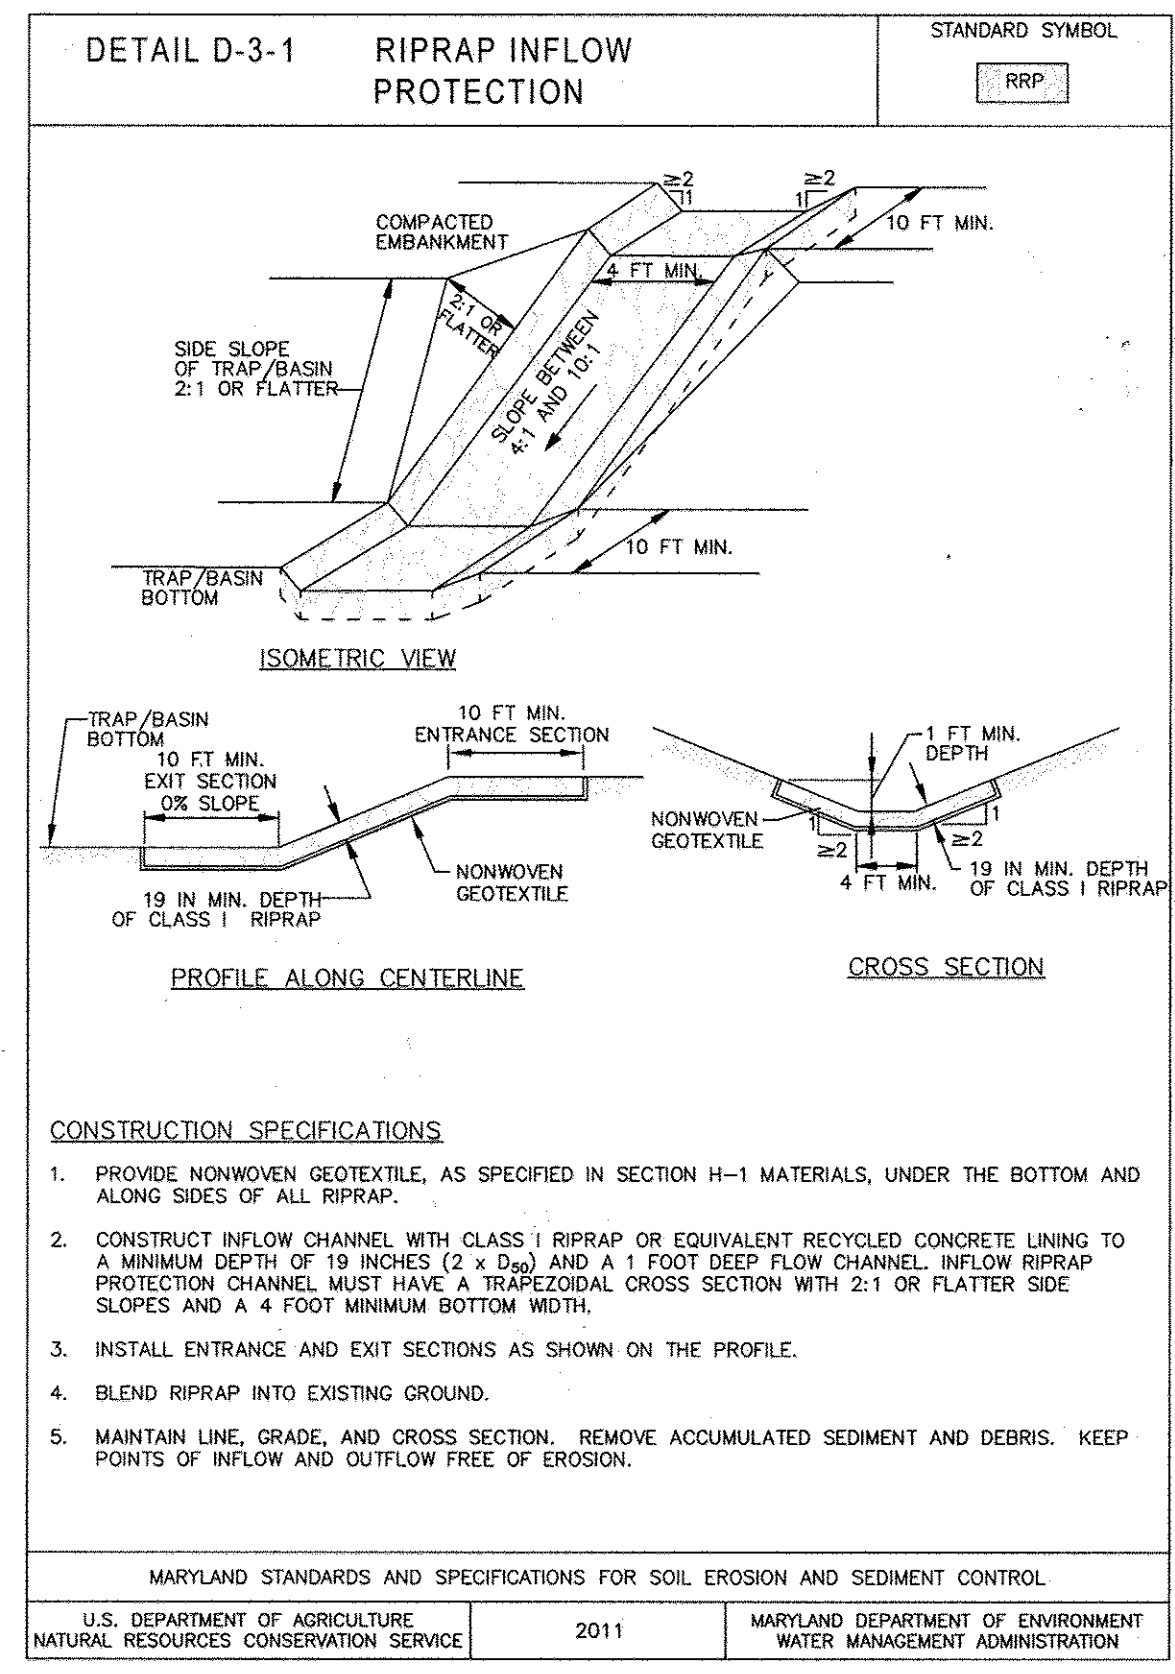 DETAIL D-3-1 RIPRAP INFLOW
PROTECTION
STANDARD SYMBOL
RRP
≥2
1
≥2
1
COMPACTED
EMBANKMENT
10 FT MIN.
4 FT MIN.
2:1 OR
FLATTER
SIDE SLOPE
OF TRAP/BASIN
2:1 OR FLATTER
SLOPE BETWEEN
4:1 AND 10:1
10 FT MIN.
TRAP/BASIN
BOTTOM
ISOMETRIC VIEW
TRAP/BASIN
BOTTOM
10 FT MIN.
EXIT SECTION
0% SLOPE
10 FT MIN.
ENTRANCE SECTION
NONWOVEN
GEOTEXTILE
19 IN MIN. DEPTH
OF CLASS I RIPRAP
PROFILE ALONG CENTERLINE
1 FT MIN.
DEPTH
NONWOVEN
GEOTEXTILE
1
≥2
1
≥2
4 FT MIN.
19 IN MIN. DEPTH
OF CLASS I RIPRAP
CROSS SECTION
CONSTRUCTION SPECIFICATIONS
1. PROVIDE NONWOVEN GEOTEXTILE, AS SPECIFIED IN SECTION H-1 MATERIALS, UNDER THE BOTTOM AND
ALONG SIDES OF ALL RIPRAP.
2. CONSTRUCT INFLOW CHANNEL WITH CLASS I RIPRAP OR EQUIVALENT RECYCLED CONCRETE LINING TO
A MINIMUM DEPTH OF 19 INCHES (2 x D50) AND A 1 FOOT DEEP FLOW CHANNEL. INFLOW RIPRAP
PROTECTION CHANNEL MUST HAVE A TRAPEZOIDAL CROSS SECTION WITH 2:1 OR FLATTER SIDE
SLOPES AND A 4 FOOT MINIMUM BOTTOM WIDTH.
3. INSTALL ENTRANCE AND EXIT SECTIONS AS SHOWN ON THE PROFILE.
4. BLEND RIPRAP INTO EXISTING GROUND.
5. MAINTAIN LINE, GRADE, AND CROSS SECTION. REMOVE ACCUMULATED SEDIMENT AND DEBRIS. KEEP
POINTS OF INFLOW AND OUTFLOW FREE OF EROSION.
MARYLAND STANDARDS AND SPECIFICATIONS FOR SOIL EROSION AND SEDIMENT CONTROL
U.S. DEPARTMENT OF AGRICULTURE
NATURAL RESOURCES CONSERVATION SERVICE
2011
MARYLAND DEPARTMENT OF ENVIRONMENT
WATER MANAGEMENT ADMINISTRATION